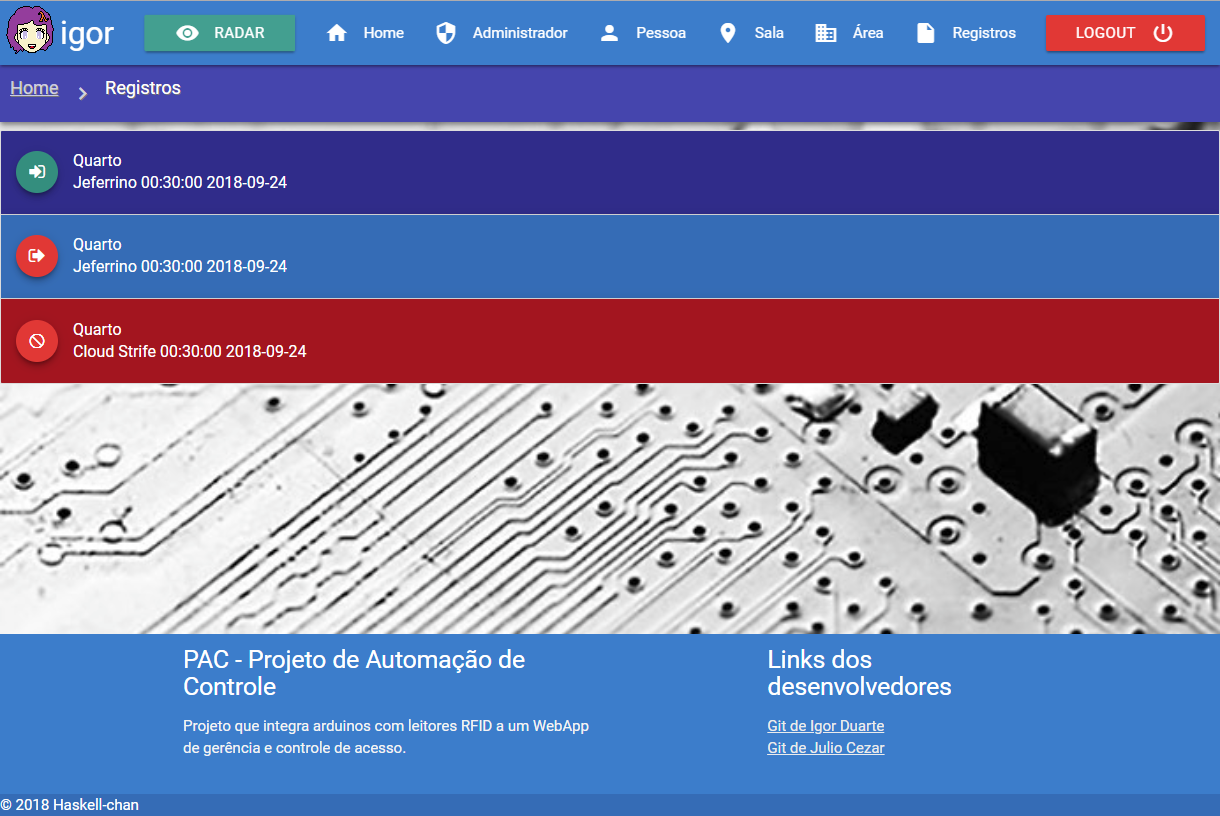 igor
RADAR
Home
Administrador
Pessoa
Sala
Área
Registros
LOGOUT
Home
Registros
Quarto
Jeferrino 00:30:00 2018-09-24
Quarto
Jeferrino 00:30:00 2018-09-24
Quarto
Cloud Strife 00:30:00 2018-09-24
PAC - Projeto de Automação de
Controle
Projeto que integra arduinos com leitores RFID a um WebApp
de gerência e controle de acesso.
Links dos
desenvolvedores
Git de Igor Duarte
Git de Julio Cezar
© 2018 Haskell-chan